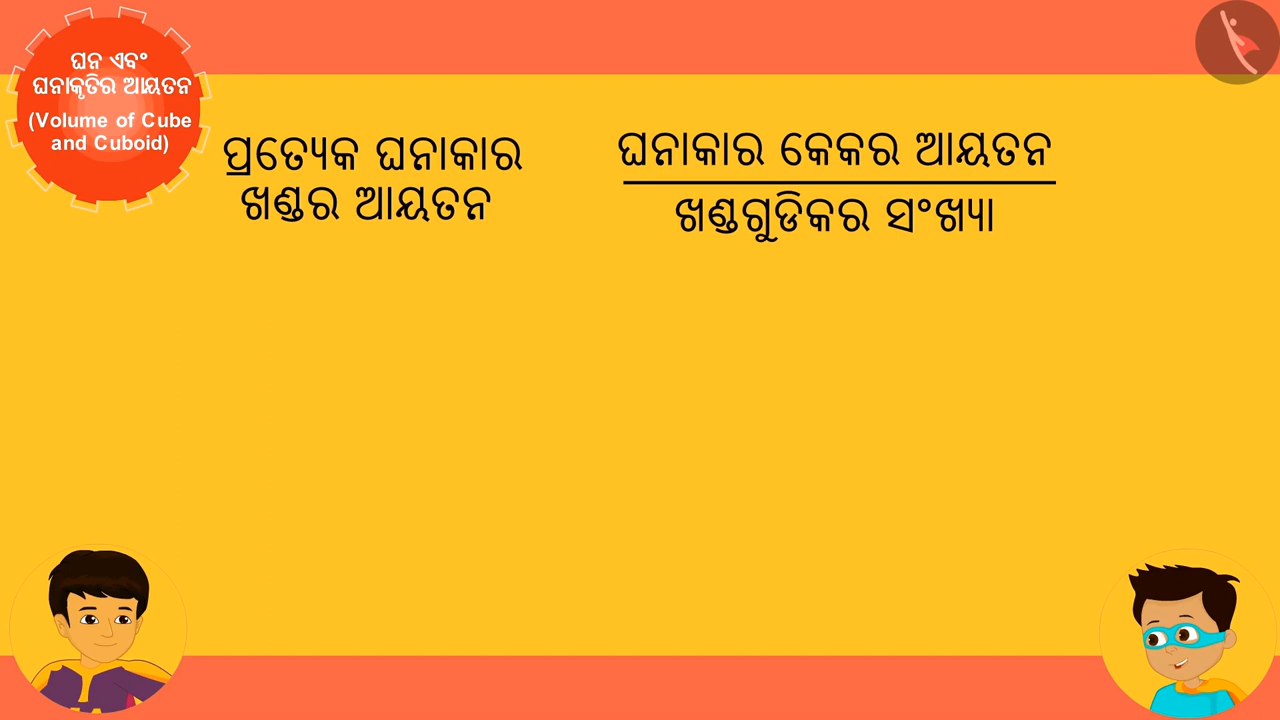 ଘନ ଏବଂ
ଘନାକୃତିର ଆୟତନ
(Volume of Cube
and Cuboid)
ପ୍ରତ୍ୟେକ ଘନାକାର
ଖଣ୍ଡର ଆୟତନ
ଘନାକାର କେକର ଆୟତନ
ଖଣ୍ଡଗୁଡିକର ସଂଖ୍ୟା